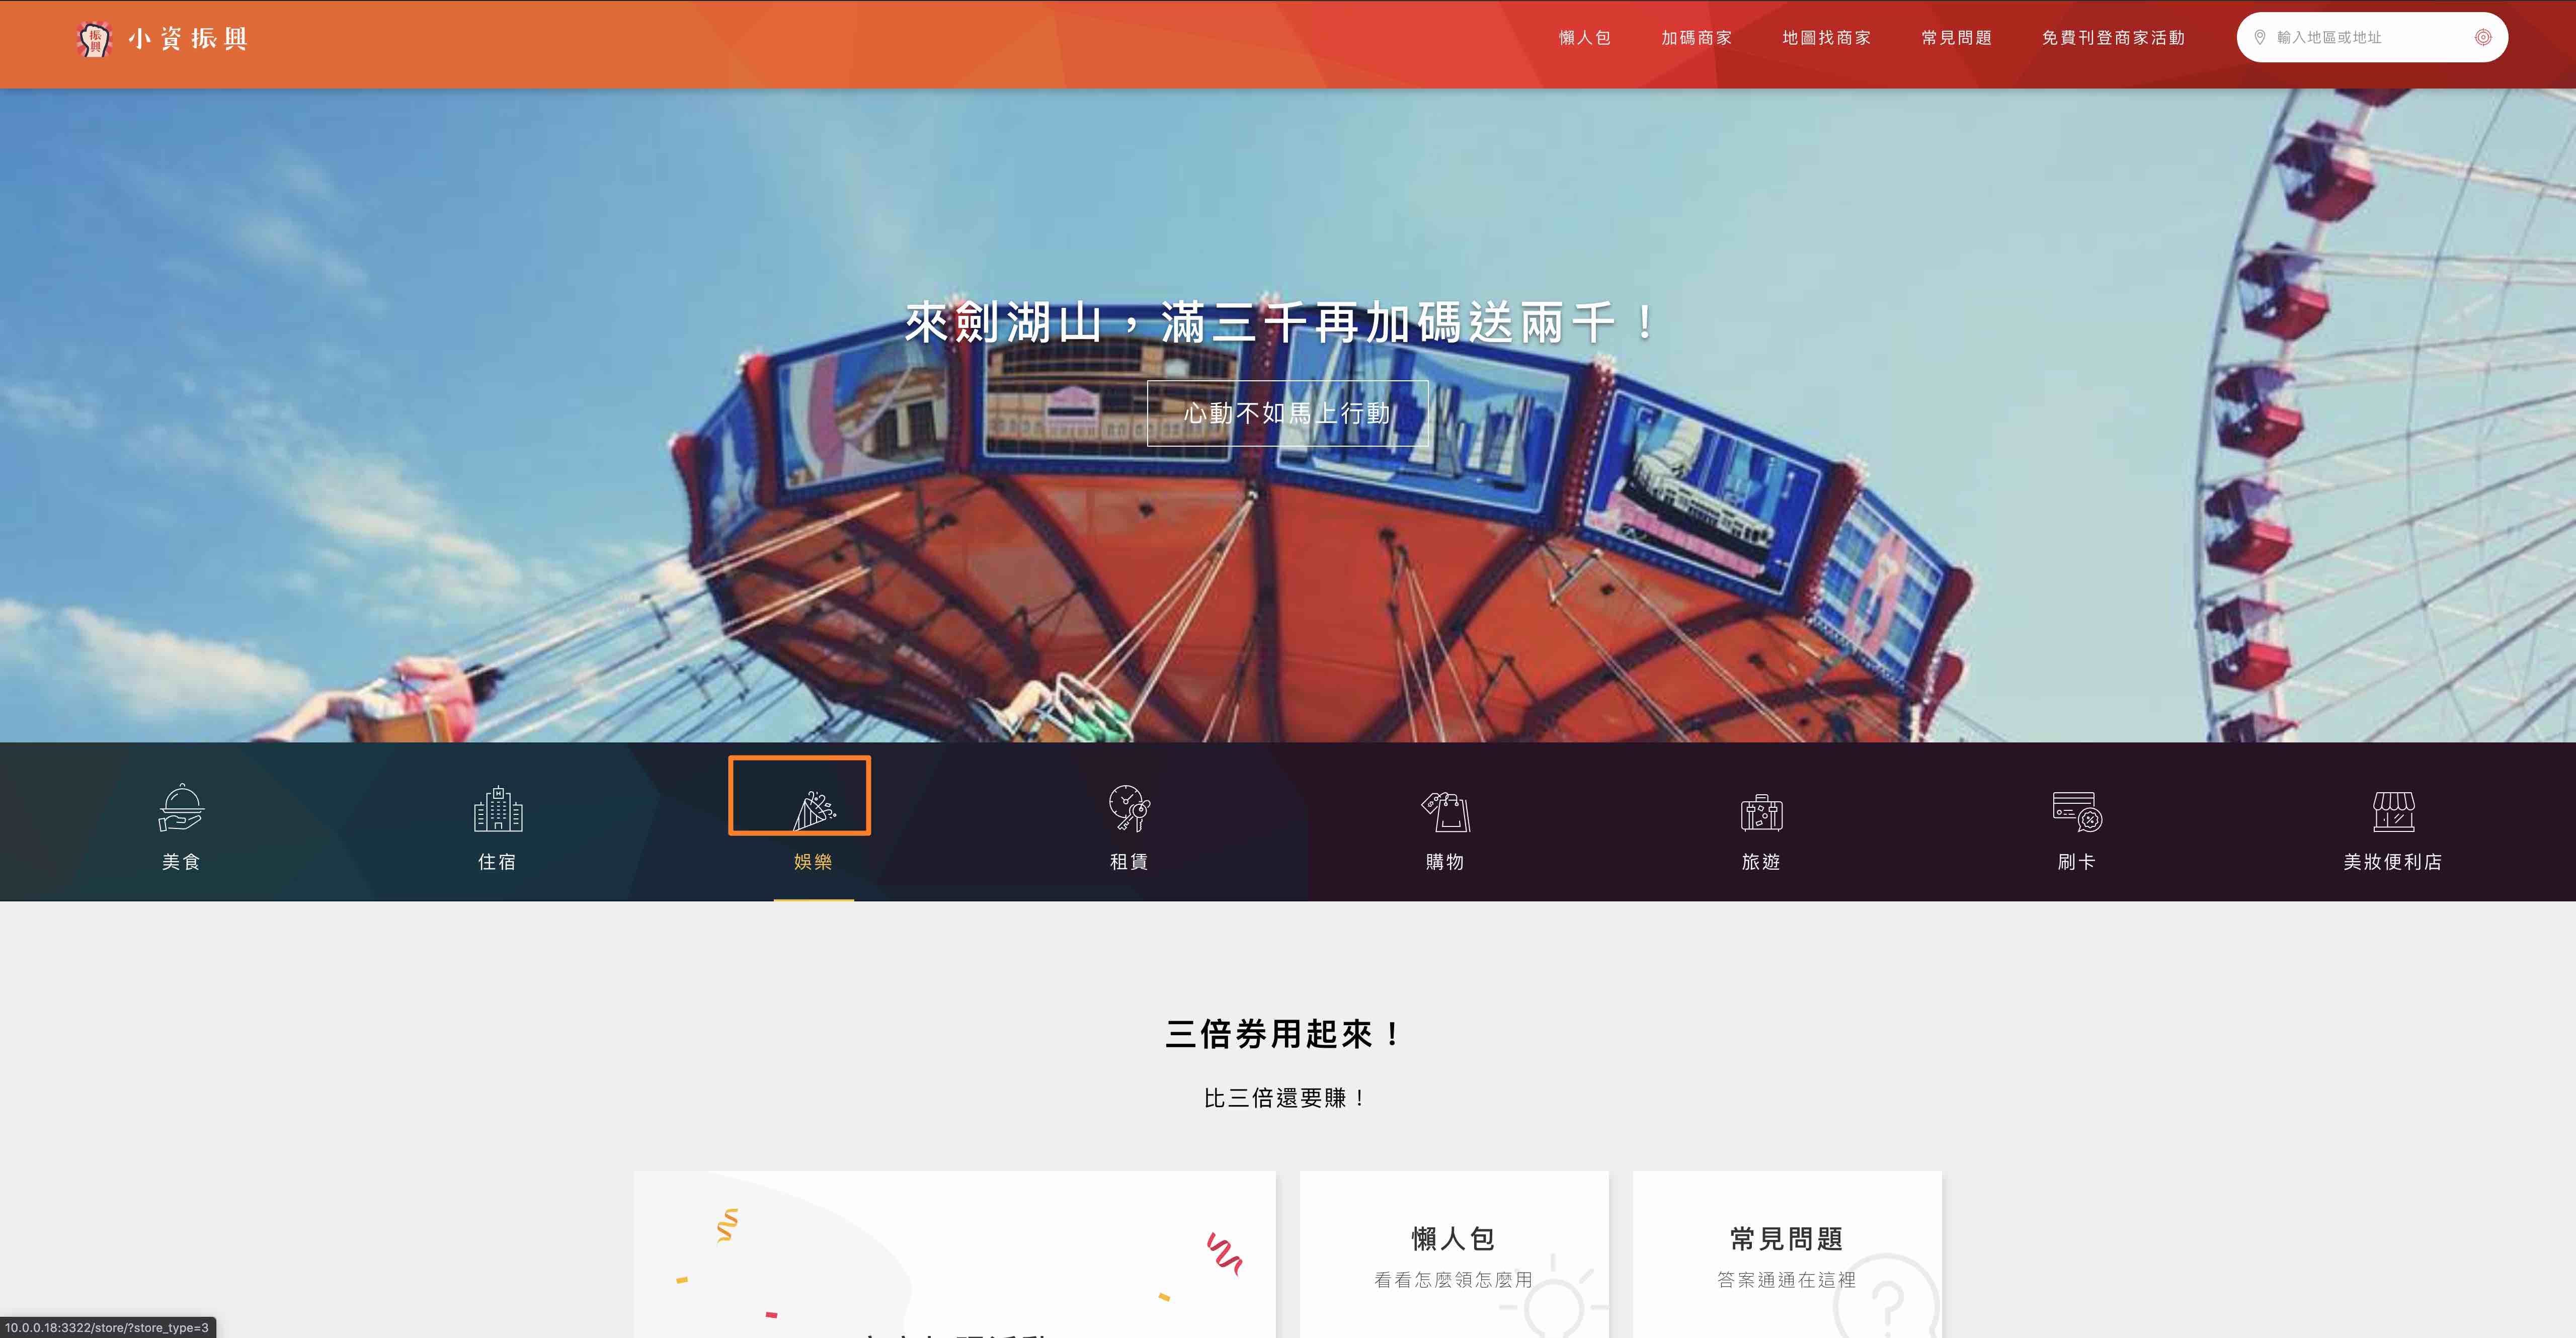 振興
小資振興
懶人包
加碼商家
地圖找商家
常見問題
免費刊登商家活動
輸入地區或地址
來劍湖山，滿三千再加碼送兩千！
心動不如馬上行動
美食
住宿
娛樂
租賃
購物
旅遊
刷卡
美妝便利店
三倍券用起來！
比三倍還要賺！
懶人包
看看怎麼領怎麼用
常見問題
答案通通在這裡
10.0.0.18:3322/store/?store_type=3